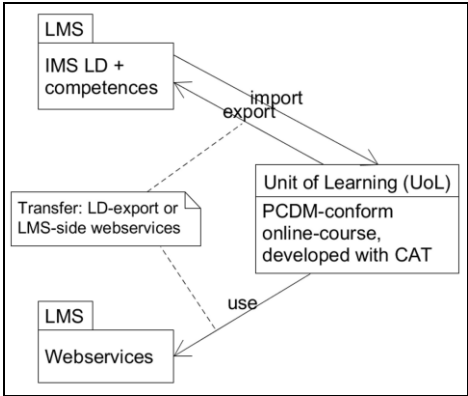 LMS
IMS LD +
competences
import
export
Unit of Learning (UoL)
PCDM-conform
online-course,
developed with CAT
Transfer: LD-export or
LMS-side webservices
use
LMS
Webservices